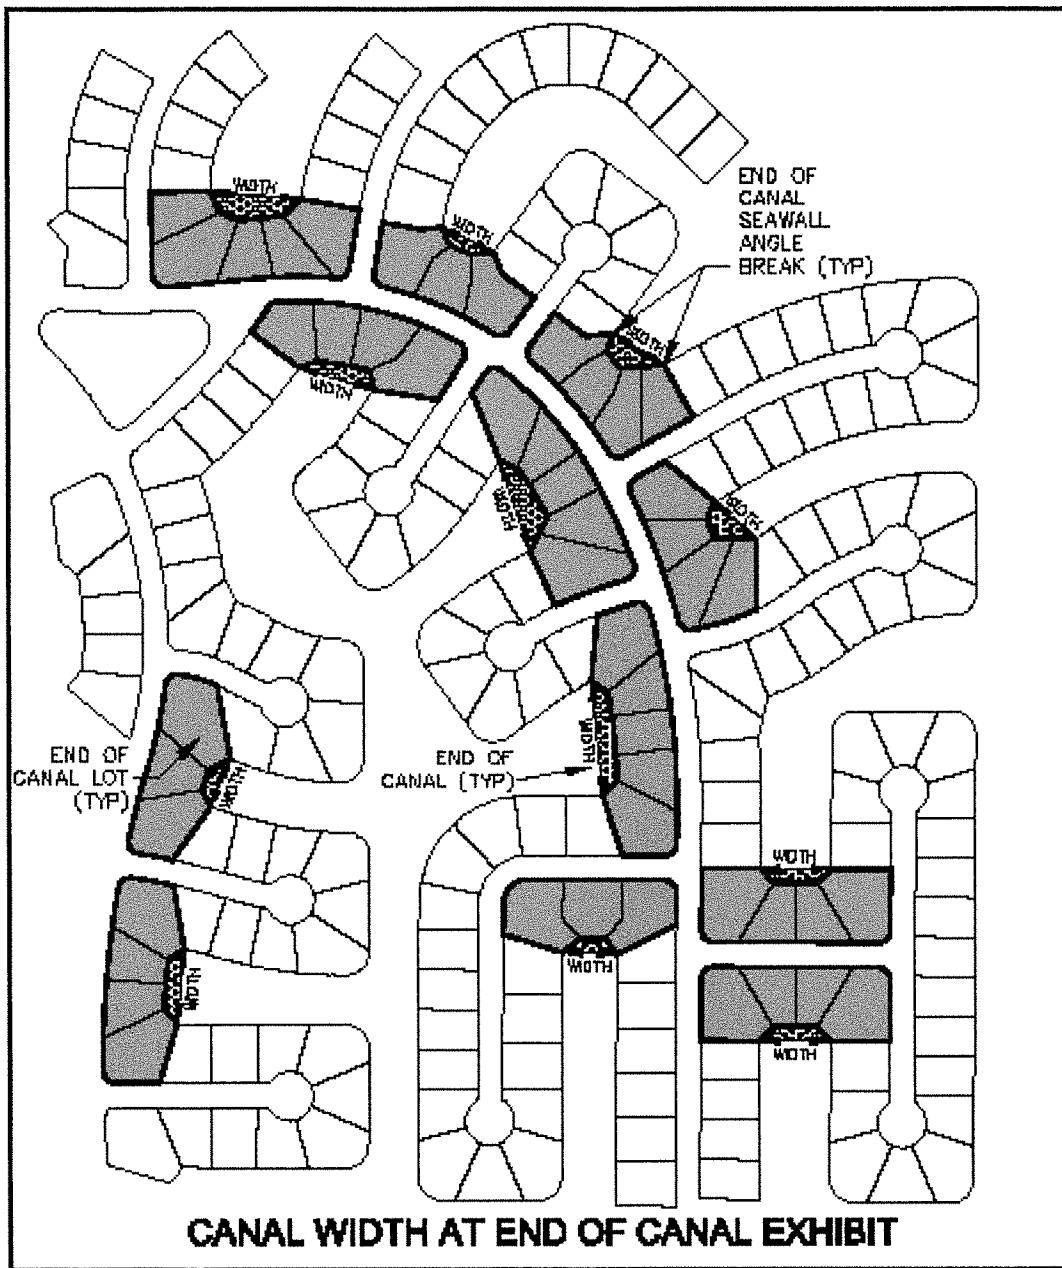 WIDTH
WIDTH
END OF
CANAL
SEAWALL
ANGLE
BREAK (TYP)
WIDTH
WIDTH
WIDTH
WIDTH
WIDTH
END OF
CANAL LOT
(TYP)
WIDTH
END OF
CANAL (TYP)
WIDTH
WIDTH
WIDTH
WIDTH
CANAL WIDTH AT END OF CANAL EXHIBIT